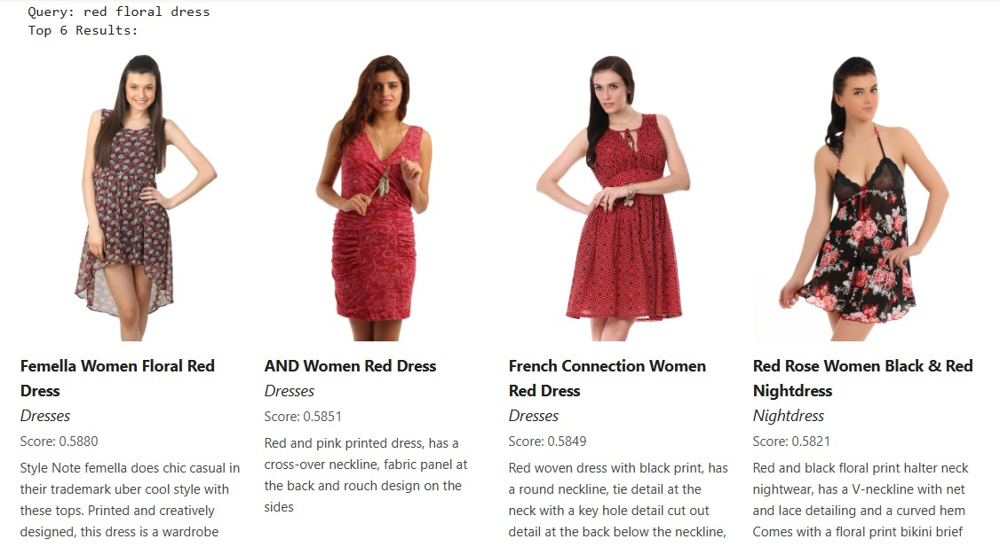 Query: red floral dress
Top 6 Results:
Femella Women Floral Red
Dress
Dresses
Score: 0.5880
Style Note femella does chic casual in
their trademark uber cool style with
these tops. Printed and creatively
designed, this dress is a wardrobe
AND Women Red Dress
Dresses
Score: 0.5851
Red and pink printed dress, has a
cross-over neckline, fabric panel at
the back and rouch design on the
sides
French Connection Women
Red Dress
Dresses
Score: 0.5849
Red woven dress with black print, has
a round neckline, tie detail at the
neck with a key hole detail cut out
detail at the back below the neckline,
Red Rose Women Black & Red
Nightdress
Nightdress
Score: 0.5821
Red and black floral print halter neck
nightwear, has a V-neckline with net
and lace detailing and a curved hem
Comes with a floral print bikini brief